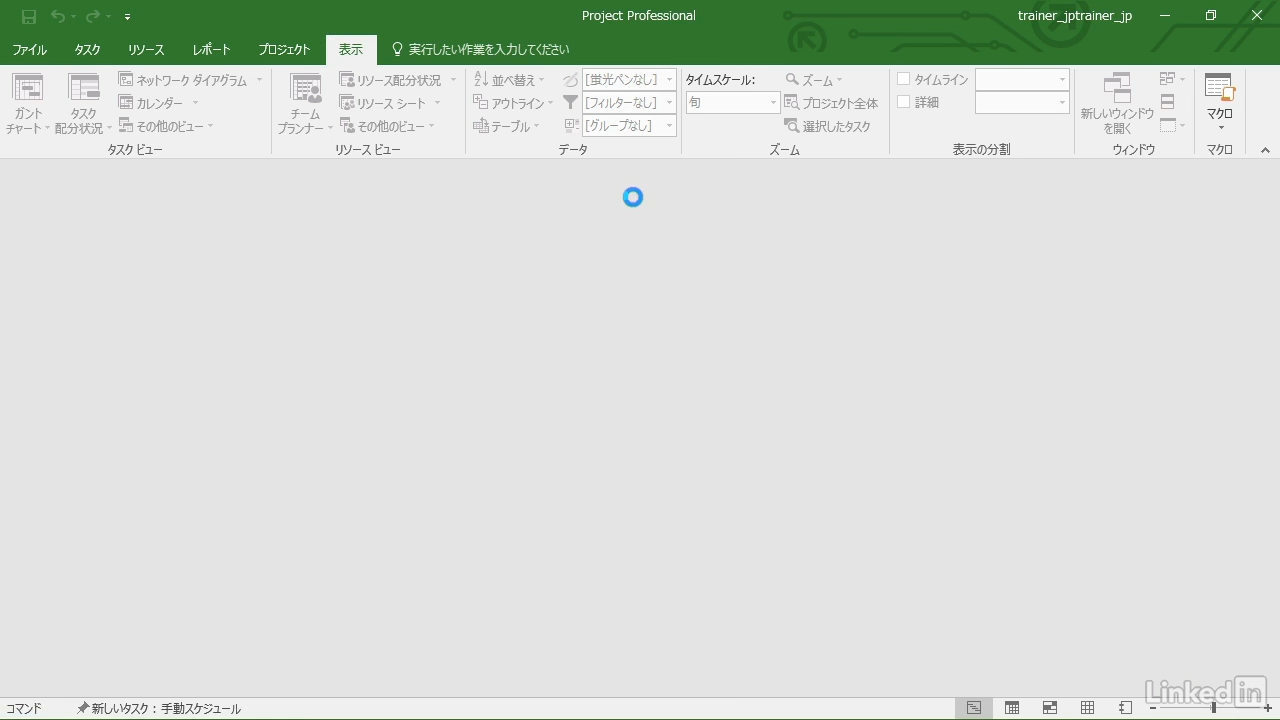 Project Professional
trainer_jptrainer_jp
ファイル タスク リソース レポート プロジェクト 表示 実行したい作業を入力してください
ガント チャート
タスク 配分状況
ネットワーク ダイアグラム
カレンダー
その他のビュー
タスク ビュー
チーム プランナー
リソース配分状況
リソース シート
その他のビュー
リソース ビュー
並べ替え
アウトライン
テーブル
[蛍光ペンなし]
[フィルターなし]
[グループなし]
データ
タイムスケール:
旬
ズーム
プロジェクト全体
選択したタスク
ズーム
タイムライン
詳細
表示の分割
新しいウィンドウ
を開く
ウィンドウ
マクロ
マクロ
コマンド 新しいタスク : 手動スケジュール
Linked in